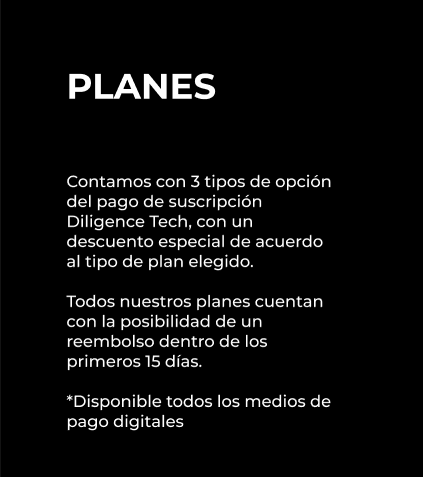 PLANES
Contamos con 3 tipos de opción
del pago de suscripción
Diligence Tech, con un
descuento especial de acuerdo
al tipo de plan elegido.
Todos nuestros planes cuentan
con la posibilidad de un
reembolso dentro de los
primeros 15 días.
*Disponible todos los medios de
pago digitales